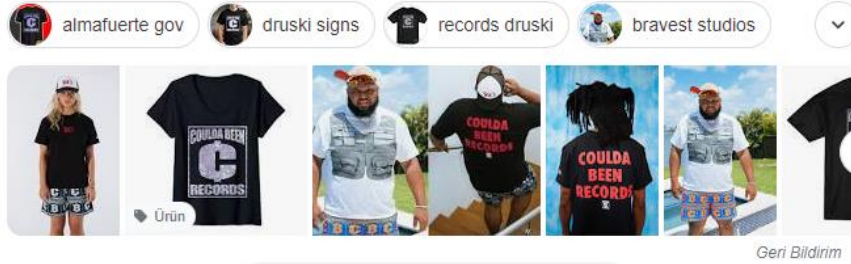 almafuerte gov
druski signs
records druski
bravest studios
COULDA BEEN
C
RECORDS
Ürün
B C B C
COULDA
BEEN
RECORDS
COULDA
BEEN
RECORDS
Geri Bildirim